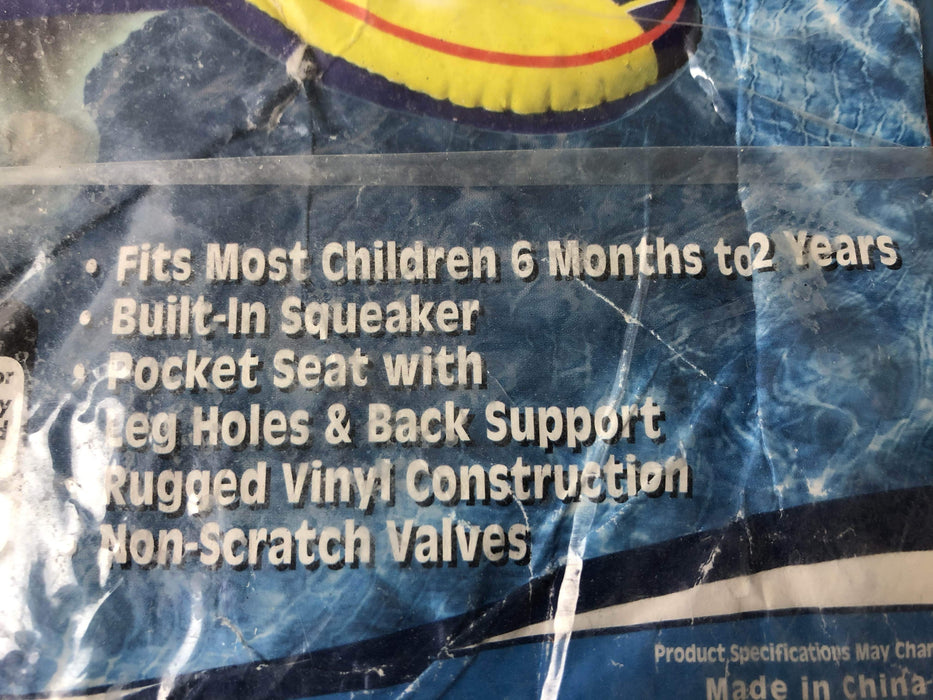 • Fits Most Children 6 Months to 2 Years
• Built-In Squeaker
• Pocket Seat with
Leg Holes & Back Support
Rugged Vinyl Construction
Non-Scratch Valves
Product Specifications May
Made in China